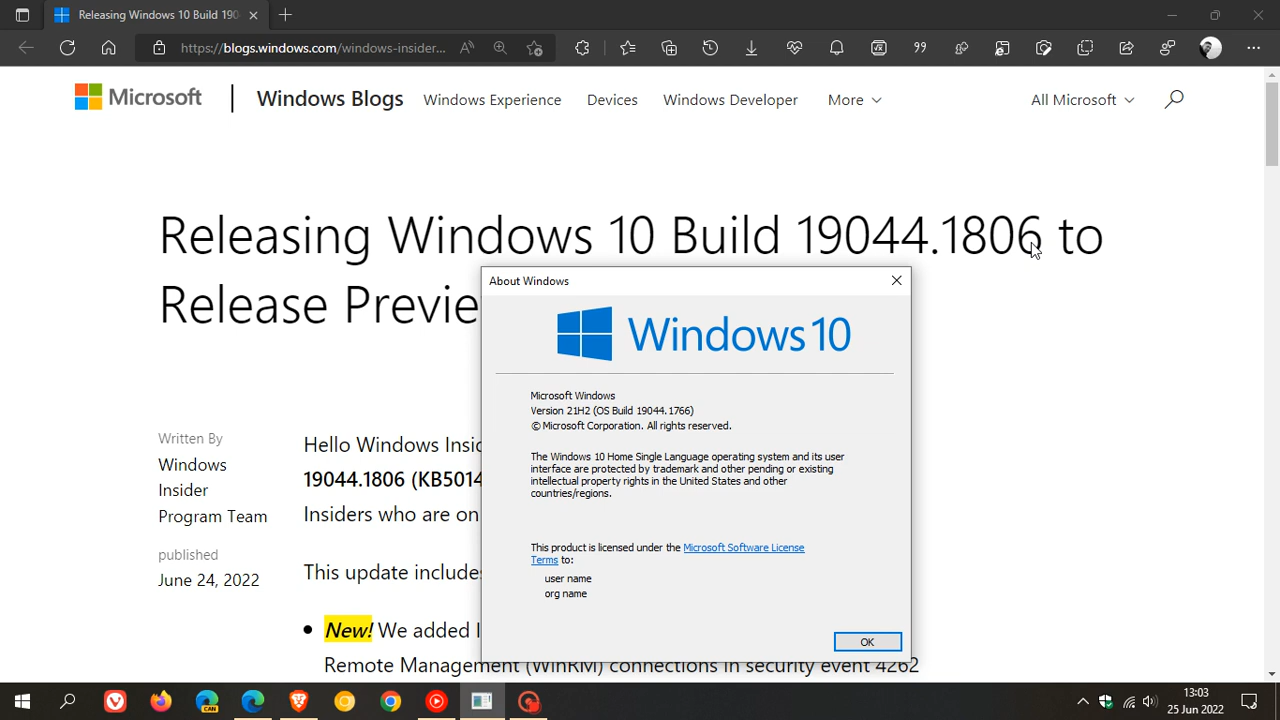 Releasing Windows 10 Build 190
https://blogs.windows.com/windows-insider...
Microsoft
Windows Blogs
Windows Experience
Devices
Windows Developer
More
All Microsoft
Releasing Windows 10 Build 19044.1806 to
Release Previe
Written By
Windows
Insider
Program Team
published
June 24, 2022
Hello Windows Insi
19044.1806 (KB5014
Insiders who are on
This update includes
• New! We added I
Remote Management (WinRM) connections in security event 4262
About Windows
Windows 10
Microsoft Windows
Version 21H2 (OS Build 19044.1766)
© Microsoft Corporation. All rights reserved.
The Windows 10 Home Single Language operating system and its user
interface are protected by trademark and other pending or existing
intellectual property rights in the United States and other
countries/regions.
This product is licensed under the Microsoft Software License
Terms to:
user name
org name
OK
CAN
13:03
25 Jun 2022